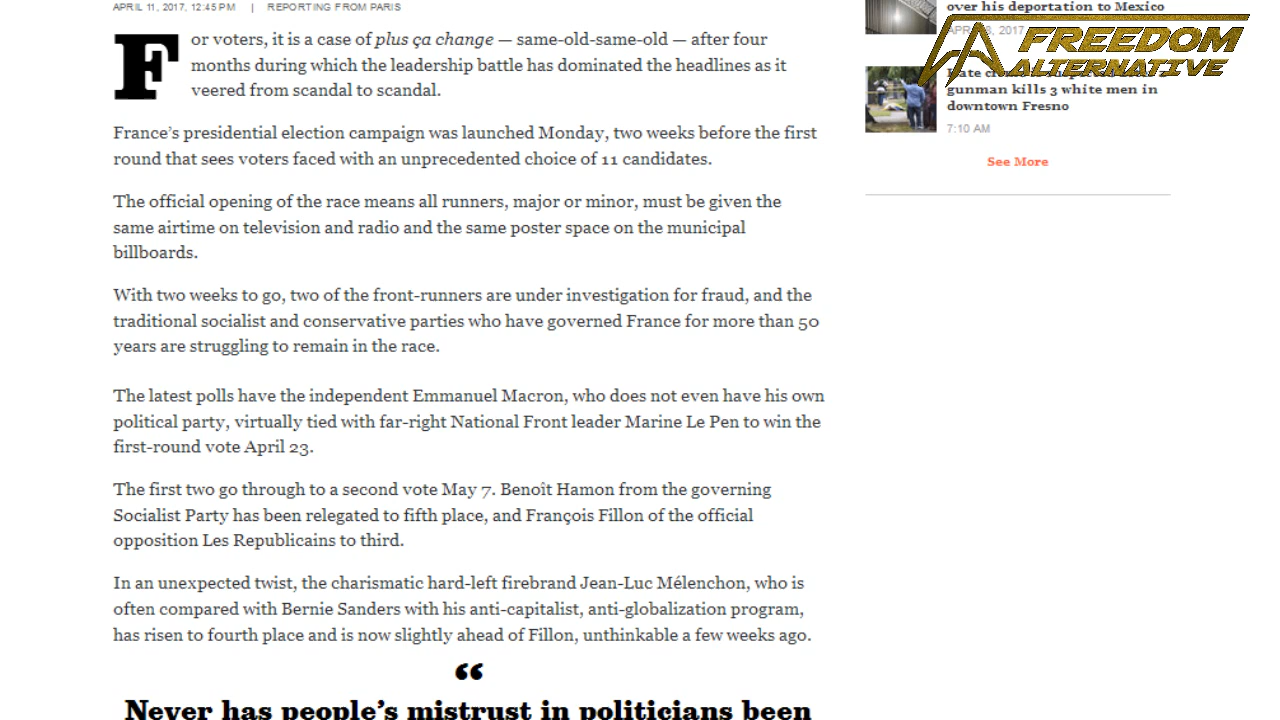 APRIL 11, 2017, 12:45 PM | REPORTING FROM PARIS
For voters, it is a case of plus ça change — same-old-same-old — after four
months during which the leadership battle has dominated the headlines as it
veered from scandal to scandal.
France’s presidential election campaign was launched Monday, two weeks before the first
round that sees voters faced with an unprecedented choice of 11 candidates.
The official opening of the race means all runners, major or minor, must be given the
same airtime on television and radio and the same poster space on the municipal
billboards.
With two weeks to go, two of the front-runners are under investigation for fraud, and the
traditional socialist and conservative parties who have governed France for more than 50
years are struggling to remain in the race.
The latest polls have the independent Emmanuel Macron, who does not even have his own
political party, virtually tied with far-right National Front leader Marine Le Pen to win the
first-round vote April 23.
The first two go through to a second vote May 7. Benoît Hamon from the governing
Socialist Party has been relegated to fifth place, and François Fillon of the official
opposition Les Republicains to third.
In an unexpected twist, the charismatic hard-left firebrand Jean-Luc Mélenchon, who is
often compared with Bernie Sanders with his anti-capitalist, anti-globalization program,
has risen to fourth place and is now slightly ahead of Fillon, unthinkable a few weeks ago.
“
Never has people’s mistrust in politicians been
over his deportation to Mexico
2017
FREEDOM
ALTERNATIVE
gunman kills 3 white men in
downtown Fresno
7:10 AM
See More